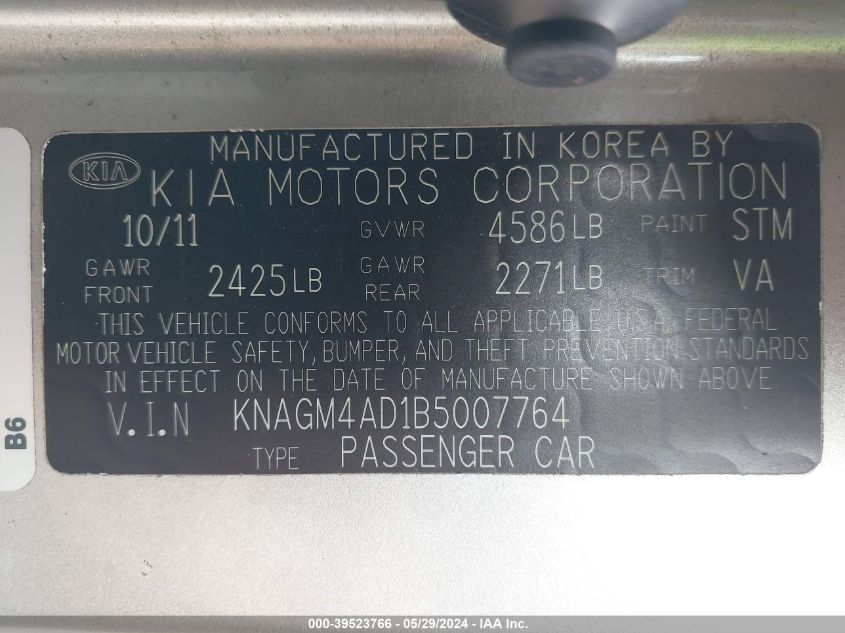 MANUFACTURED IN KOREA BY
KIA KIA MOTORS CORPORATION
10/11 GVWR 4586LB PAINT STM
GAWR FRONT 2425LB GAWR REAR 2271LB TRIM VA
THIS VEHICLE CONFORMS TO ALL APPLICABLE U.S.A. FEDERAL
MOTOR VEHICLE SAFETY, BUMPER, AND THEFT PREVENTION STANDARDS
IN EFFECT ON THE DATE OF MANUFACTURE SHOWN ABOVE
V.I.N KNAGM4AD1B5007764
TYPE PASSENGER CAR
B6
000-39523766 - 05/29/2024 - IAA Inc.